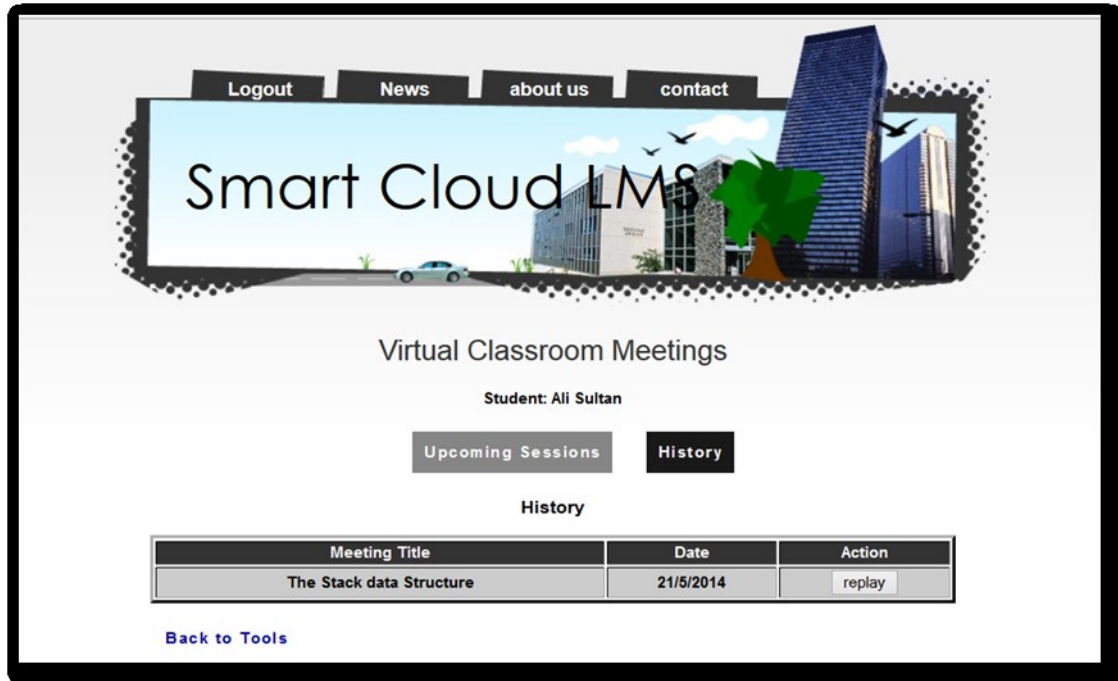 Logout News about us contact
Smart Cloud LMS
Virtual Classroom Meetings
Student: Ali Sultan
Upcoming Sessions History
History
Meeting Title Date Action
The Stack data Structure 21/5/2014 replay
Back to Tools